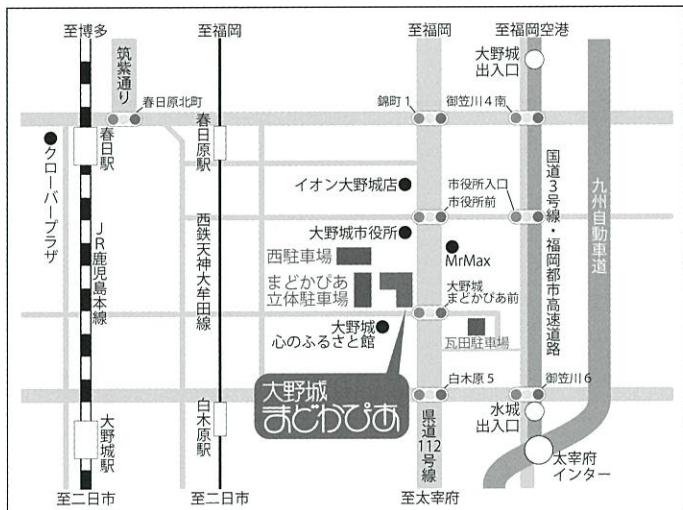 至博多
至福岡
至福岡
至福岡空港
筑紫通り
大野城
出入口
春日原北町
錦町1
御笠川4南
春日駅
春日原駅
クローバープラザ
イオン大野城店
市役所入口
市役所前
国道3号線・福岡都市高速道路
九州自動車道
JR鹿児島本線
西鉄天神大牟田線
大野城市役所
西駐車場
MrMax
まどかぴあ
立体駐車場
大野城
まどかぴあ前
大野城
心のふるさと館
瓦田駐車場
大野城
まどかぴあ
白木原5
御笠川6
白木原駅
大野城駅
県道112号線
水城
出入口
太宰府
インター
至二日市
至二日市
至太宰府